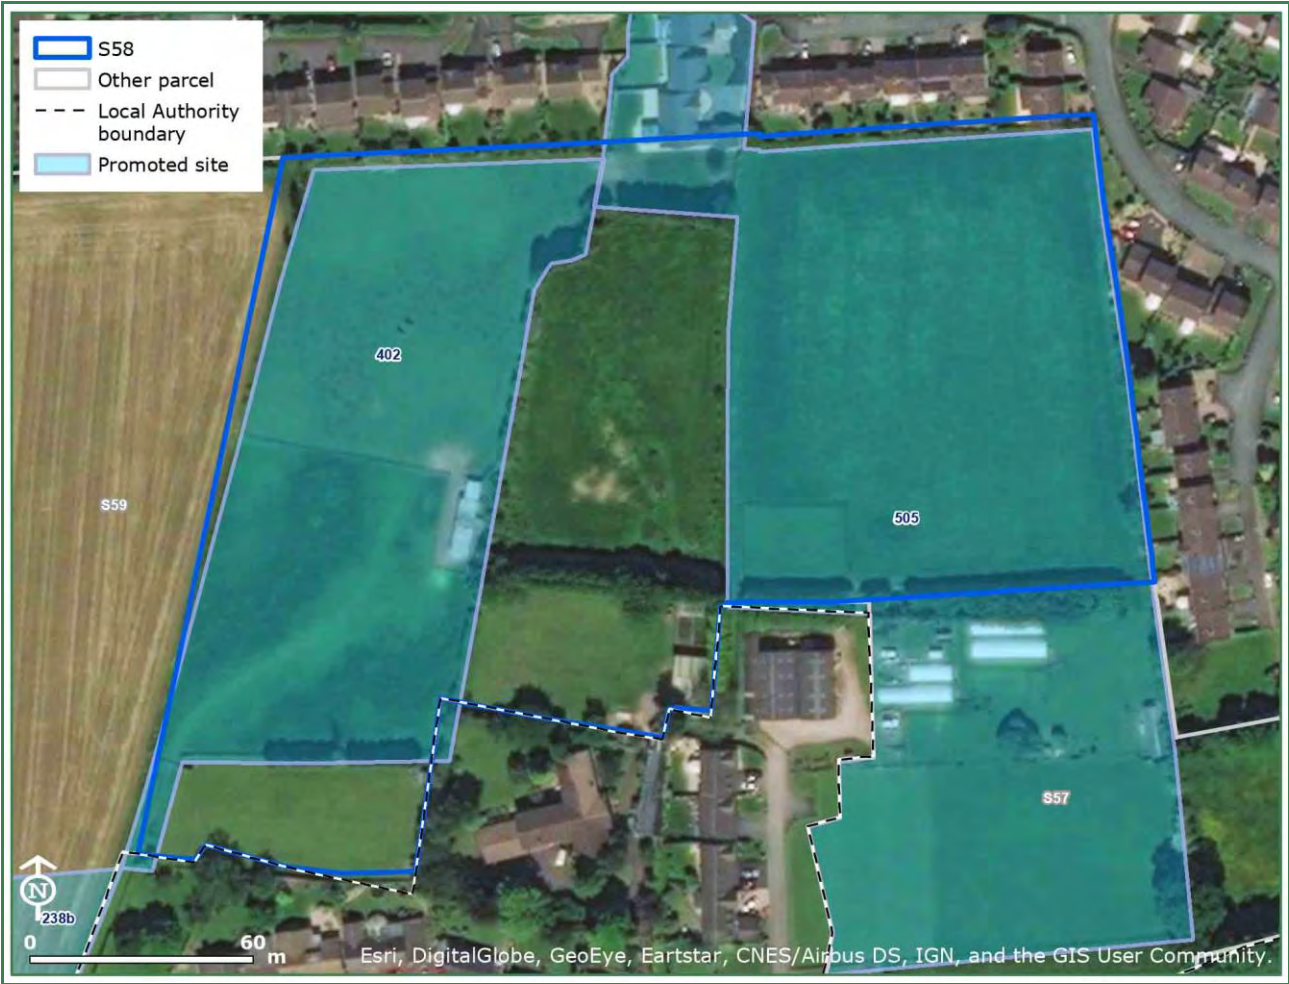 S58
Other parcel
Local Authority
boundary
Promoted site
402
S59
505
S57
N
238b
0 60 m
Esri, DigitalGlobe, GeoEye, Eartstar, CNES/Airbus DS, IGN, and the GIS User Community.